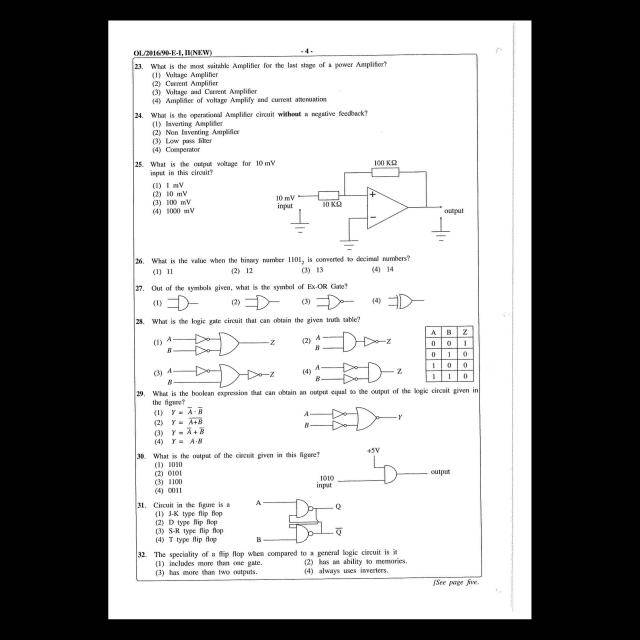 OL/2016/90-E-I, II(NEW)
- 4 -
23. What is the most suitable Amplifier for the last stage of a power Amplifier?
(1) Voltage Amplifier
(2) Current Amplifier
(3) Voltage and Current Amplifier
(4) Amplifier of voltage Amplify and current attenuation
24. What is the operational Amplifier circuit without a negative feedback?
(1) Inverting Amplifier
(2) Non Inventing Amplifier
(3) Low pass filter
(4) Comperator
25. What is the output voltage for 10 mV
input in this circuit?
(1) 1 mV
(2) 10 mV
(3) 100 mV
(4) 1000 mV
100 KΩ
10 mV
input
10 KΩ
+
−
output
26. What is the value when the binary number 1101₂ is converted to decimal numbers?
(1) 11 (2) 12 (3) 13 (4) 14
27. Out of the symbols given, what is the symbol of Ex-OR Gate?
(1) (2) (3) (4)
28. What is the logic gate circuit that can obtain the given truth table?
(1) A B Z
(2) A B Z
(3) A B Z
(4) A B Z
A B Z
0 0 1
0 1 0
1 0 0
1 1 0
29. What is the boolean expression that can obtain an output equal to the output of the logic circuit given in
the figure?
(1) Y = A̅ · B̅
(2) Y = A̅+̅B̅
(3) Y = A̅ + B̅
(4) Y = A·B
A
B
Y
30. What is the output of the circuit given in this figure?
(1) 1010
(2) 0101
(3) 1100
(4) 0011
+5V
1010
input
output
31. Circuit in the figure is a
(1) J-K type flip flop
(2) D type flip flop
(3) S-R type flip flop
(4) T type flip flop
A
B
Q
Q̅
32. The speciality of a flip flop when compared to a general logic circuit is it
(1) includes more than one gate. (2) has an ability to memories.
(3) has more than two outputs. (4) always uses inverters.
[See page five.